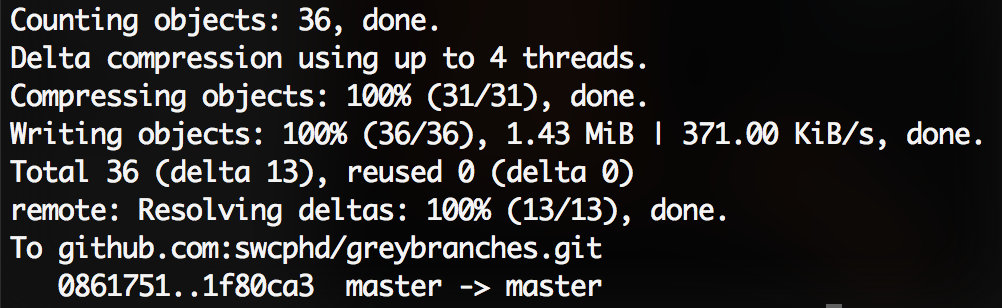 Counting objects: 36, done.
Delta compression using up to 4 threads.
Compressing objects: 100% (31/31), done.
Writing objects: 100% (36/36), 1.43 MiB | 371.00 KiB/s, done.
Total 36 (delta 13), reused 0 (delta 0)
remote: Resolving deltas: 100% (13/13), done.
To github.com:swcphd/greybranches.git
   0861751..1f80ca3  master -> master